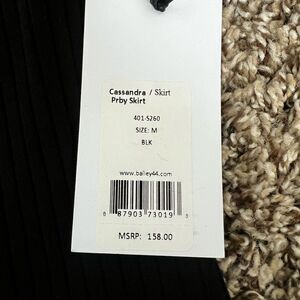 Cassandra / Skirt
Prby Skirt
401-S260
SIZE: M
BLK
www.bailey44.com
8 87903 73019 3
MSRP: 158.00